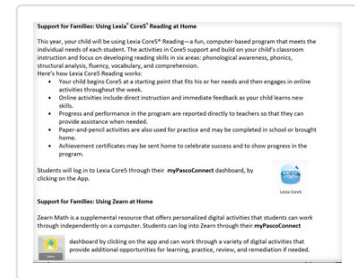 Support for Families: Using Lexia® Core5® Reading at Home
This year, your child will be using Lexia Core5® Reading—a fun, computer-based program that meets the
individual needs of each student. The activities in Core5 support and build on your child's classroom
instruction and focus on developing reading skills in six areas: phonological awareness, phonics,
structural analysis, fluency, vocabulary, and comprehension.
Here's how Lexia Core5 Reading works:
• Your child begins Core5 at a starting point that fits his or her needs and then engages in online
activities throughout the week.
• Online activities include direct instruction and immediate feedback as your child learns new
skills.
• Progress and performance in the program are reported directly to teachers so that they can
provide assistance when needed.
• Paper-and-pencil activities are also used for practice and may be completed in school or brought
home.
• Achievement certificates may be sent home to celebrate success and to show progress in the
program.
Students will log in to Lexia Core5 through their myPascoConnect dashboard, by
clicking on the App.
Lexia Core5
Support for Families: Using Zearn at Home
Zearn Math is a supplemental resource that offers personalized digital activities that students can work
through independently on a computer. Students can log into Zearn through their myPascoConnect
dashboard by clicking on the app and can work through a variety of digital activities that
provide additional opportunities for learning, practice, review, and remediation if needed.